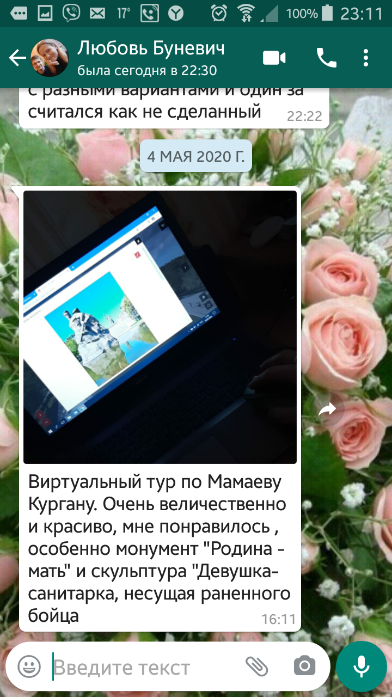 17°
100%
23:11
Любовь Буневич
была сегодня в 22:30
с разными вариантами и один за
считался как не сделанный
22:22
4 МАЯ 2020 Г.
Виртуальный тур по Мамаеву
Кургану. Очень величественно
и красиво, мне понравилось ,
особенно монумент "Родина -
мать" и скульптура "Девушка-
санитарка, несущая раненного
бойца
16:11
Введите текст